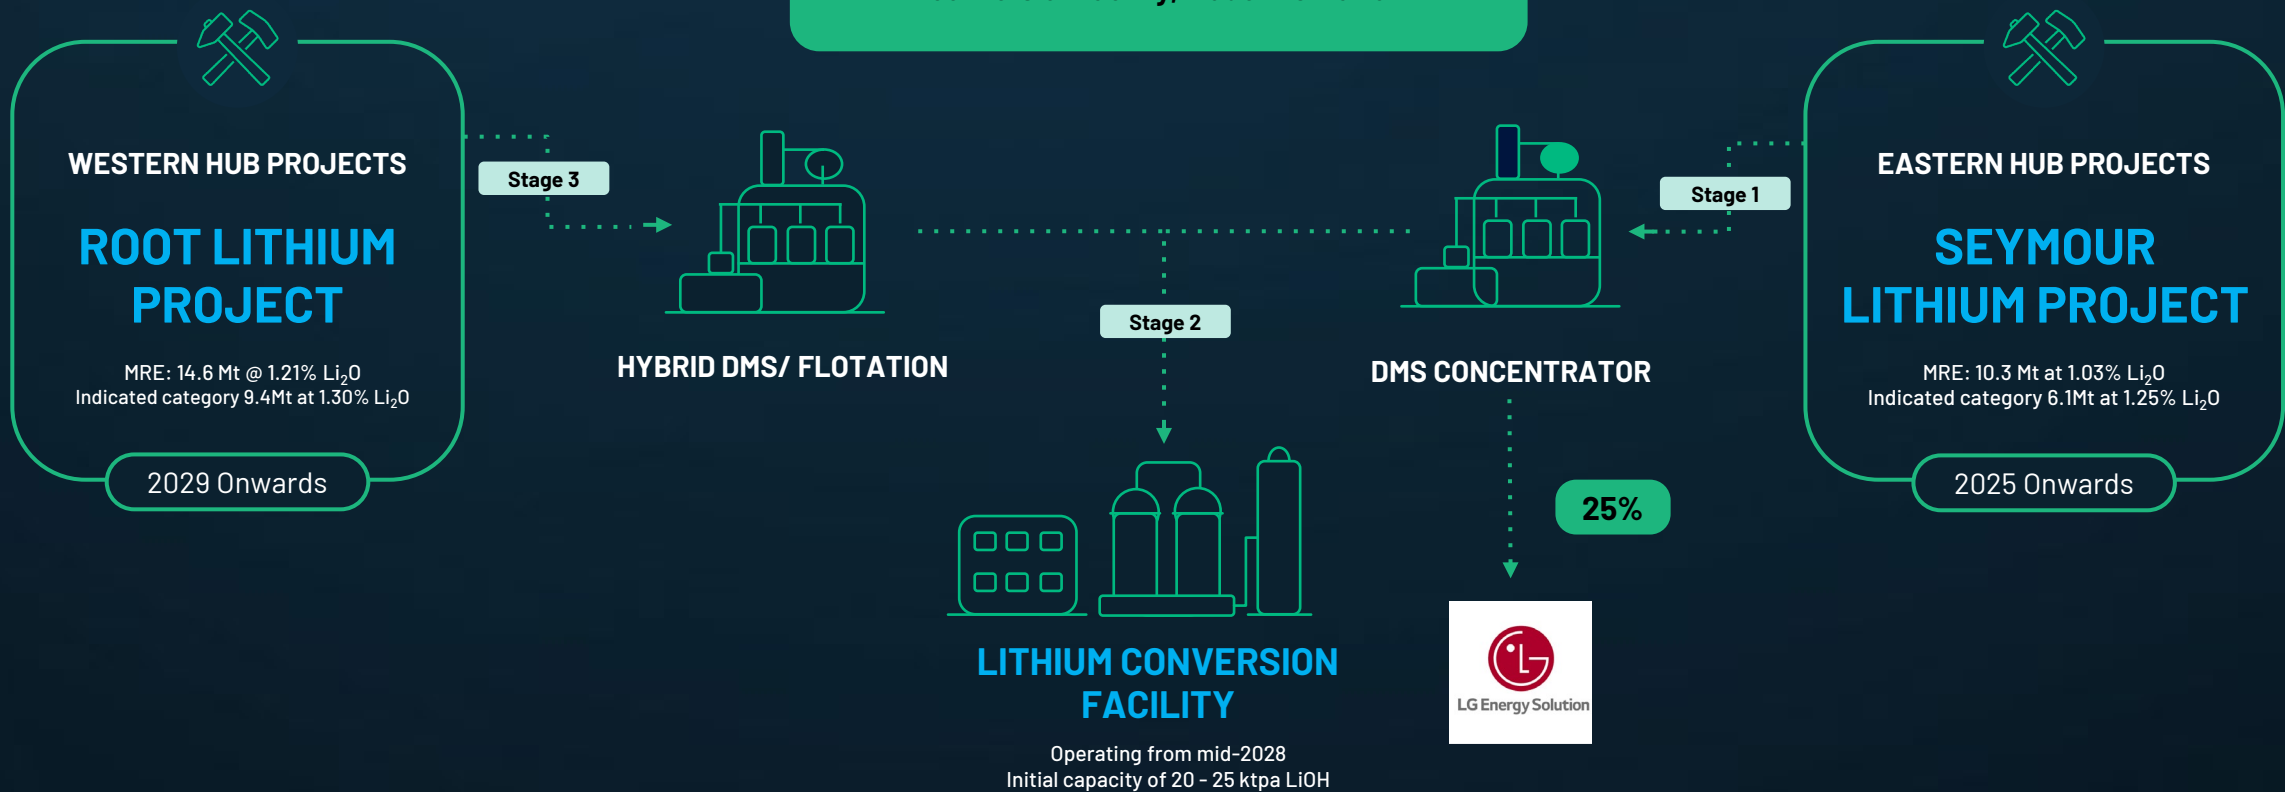 WESTERN HUB PROJECTS
ROOT LITHIUM
PROJECT
MRE: 14.6 Mt @ 1.21% Li₂O
Indicated category 9.4Mt at 1.30% Li₂O
2029 Onwards
Stage 3
HYBRID DMS/ FLOTATION
Stage 2
LITHIUM CONVERSION
FACILITY
Operating from mid-2028
Initial capacity of 20 - 25 ktpa LiOH
Stage 1
DMS CONCENTRATOR
25%
LG Energy Solution
EASTERN HUB PROJECTS
SEYMOUR
LITHIUM PROJECT
MRE: 10.3 Mt at 1.03% Li₂O
Indicated category 6.1Mt at 1.25% Li₂O
2025 Onwards